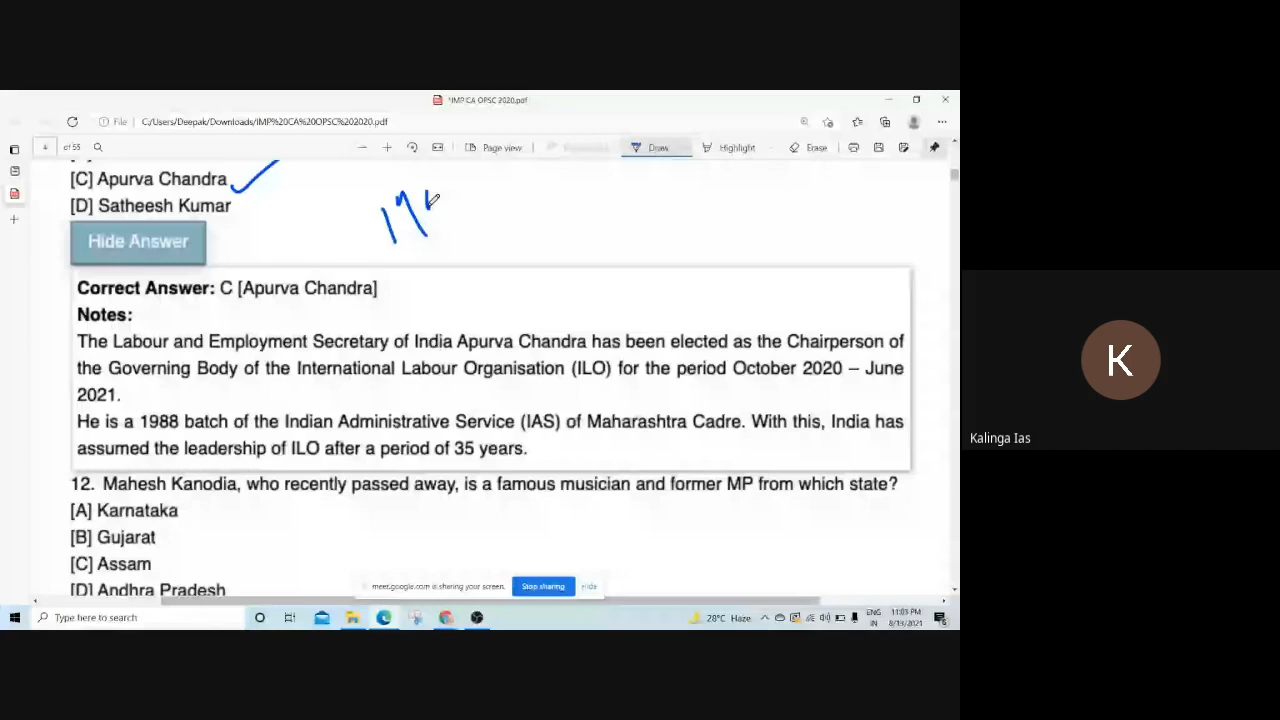 *IMP CA OPSC 2020.pdf
File C:/Users/Deepak/Downloads/IMP%20CA%20OPSC%202020.pdf
4 of 55 Page view Draw Highlight Erase
[C] Apurva Chandra
[D] Satheesh Kumar
Hide Answer
Correct Answer: C [Apurva Chandra]
Notes:
The Labour and Employment Secretary of India Apurva Chandra has been elected as the Chairperson of
the Governing Body of the International Labour Organisation (ILO) for the period October 2020 – June
2021.
He is a 1988 batch of the Indian Administrative Service (IAS) of Maharashtra Cadre. With this, India has
assumed the leadership of ILO after a period of 35 years.
12. Mahesh Kanodia, who recently passed away, is a famous musician and former MP from which state?
[A] Karnataka
[B] Gujarat
[C] Assam
[D] Andhra Pradesh
meet.google.com is sharing your screen. Stop sharing Hide
Type here to search
28°C Haze
ENG
IN
11:03 PM
8/13/2021
K
Kalinga Ias